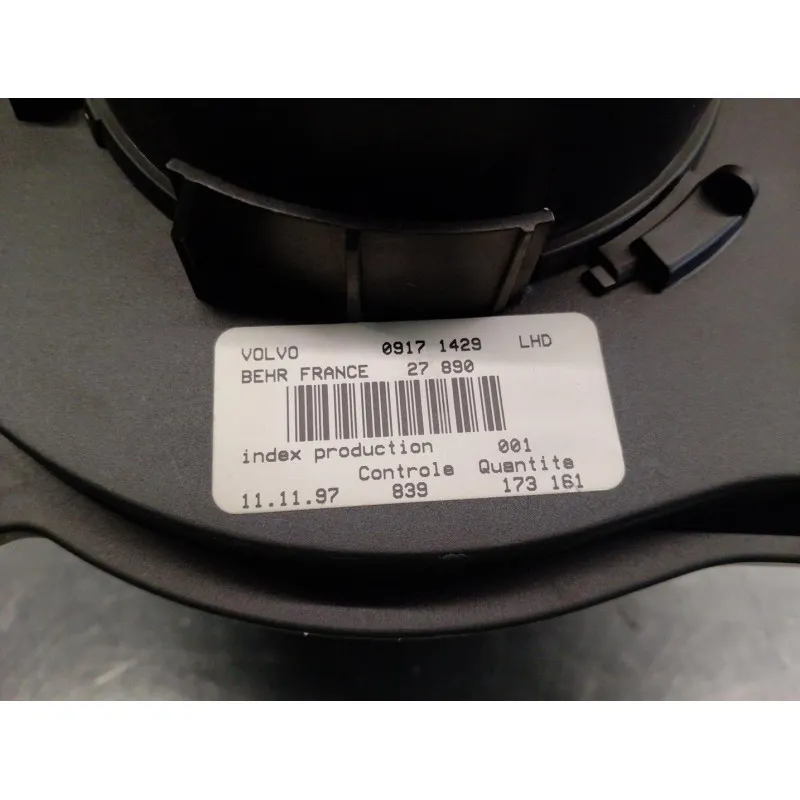 VOLVO 0917 1429 LHD
BEHR FRANCE 27 890
index production 001
Controle Quantite
11.11.97 839 173 161